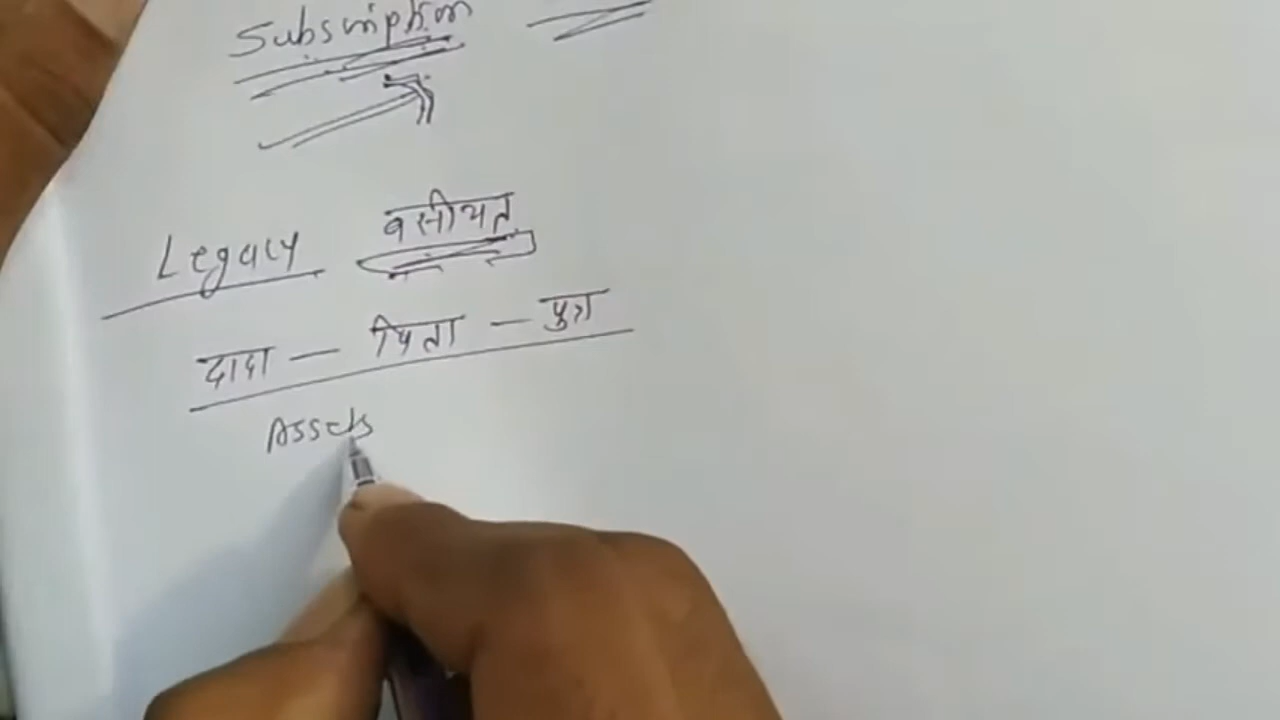 Subscription
Legacy वसीयत
दादा — पिता — पुत्र
Assets